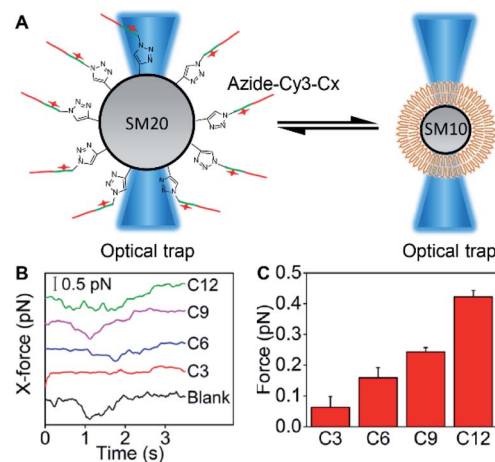 A
N=N
N
SM20
Azide-Cy3-Cx
SM10
Optical trap
Optical trap
B
0.5 pN
X-force (pN)
C12
C9
C6
C3
Blank
0 1 2 3
Time (s)
C
Force (pN)
0.5
0.4
0.3
0.2
0.1
0.0
C3 C6 C9 C12